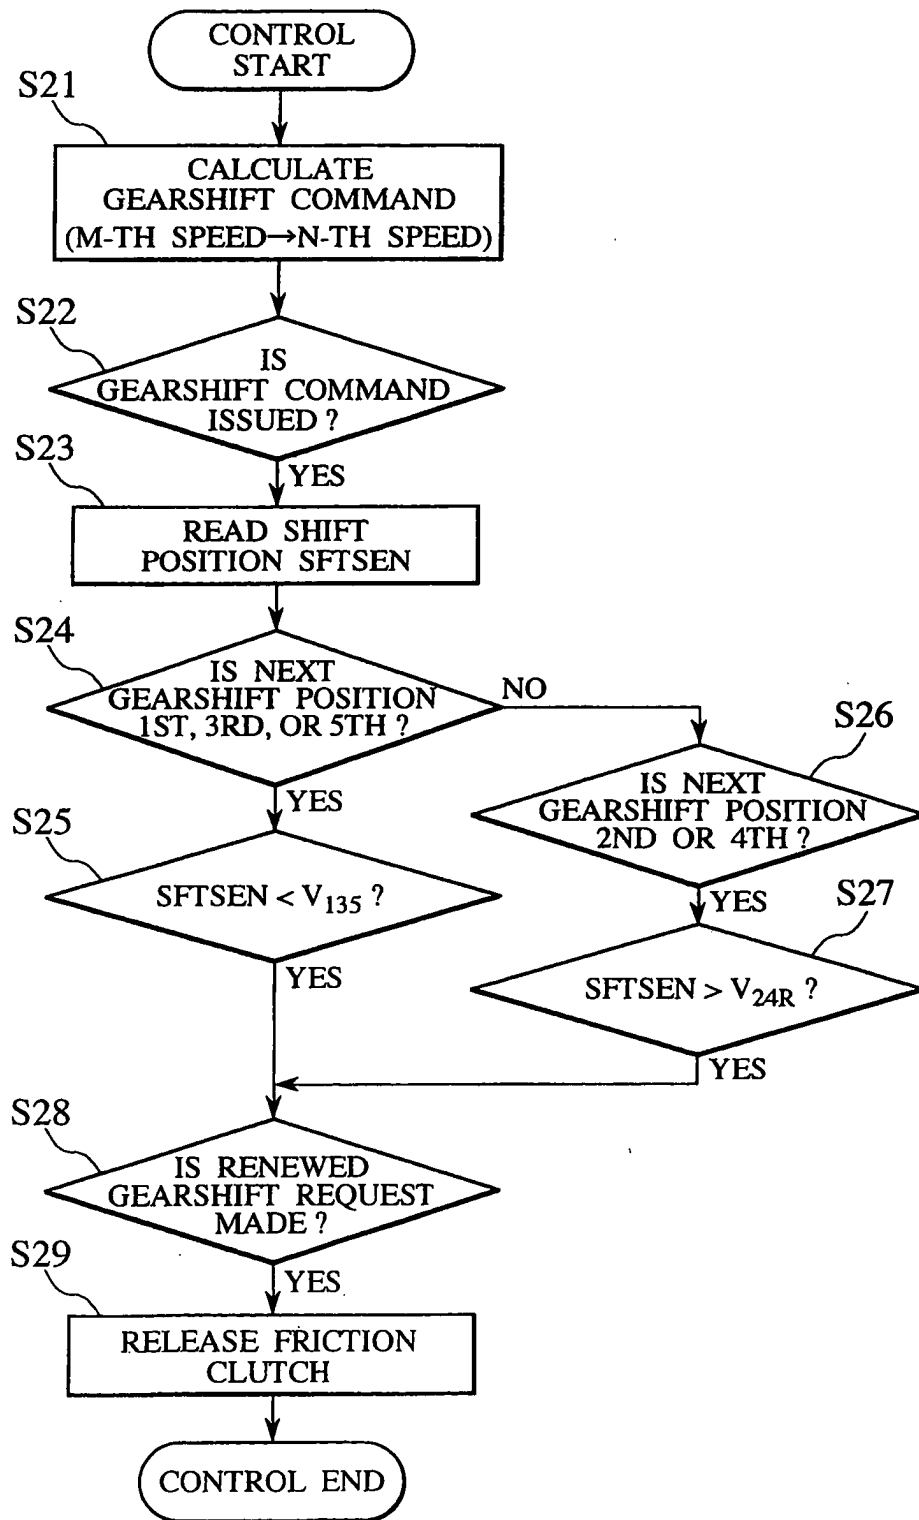 CONTROL
START
S21
CALCULATE
GEARSHIFT COMMAND
(M-TH SPEED→N-TH SPEED)
S22
IS
GEARSHIFT COMMAND
ISSUED ?
YES
S23
READ SHIFT
POSITION SFTSEN
S24
IS NEXT
GEARSHIFT POSITION
1ST, 3RD, OR 5TH ?
NO
YES
S26
IS NEXT
GEARSHIFT POSITION
2ND OR 4TH ?
YES
S25
SFTSEN < V135 ?
YES
S27
SFTSEN > V24R ?
YES
S28
IS RENEWED
GEARSHIFT REQUEST
MADE ?
YES
S29
RELEASE FRICTION
CLUTCH
CONTROL END